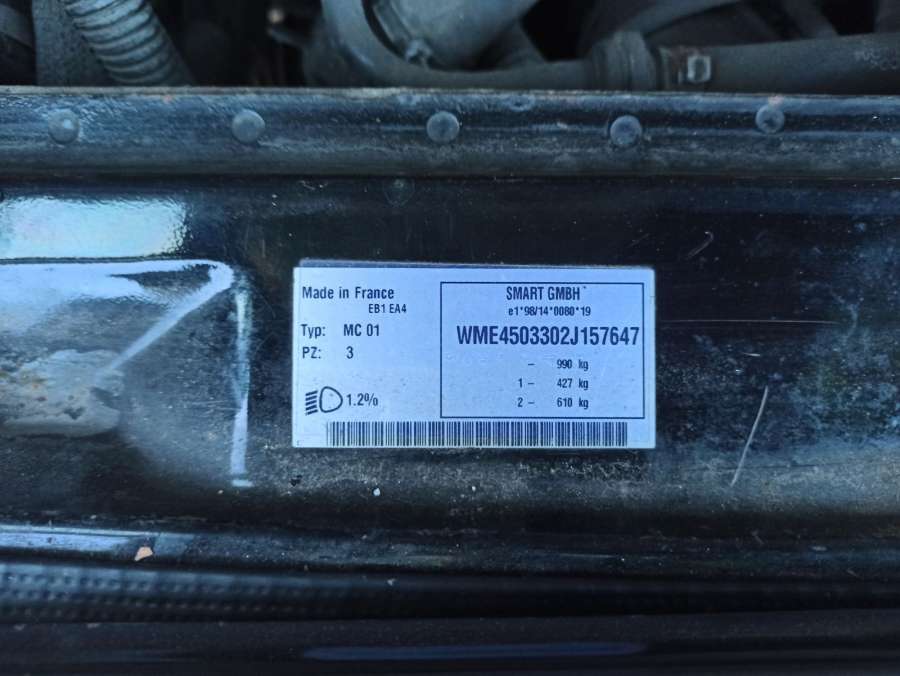 Made in France
EB1 EA4
Typ: MC 01
PZ: 3
1.2%
SMART GMBH
e1*98/14*0080*19
WME4503302J157647
– 990 kg
1 – 427 kg
2 – 610 kg